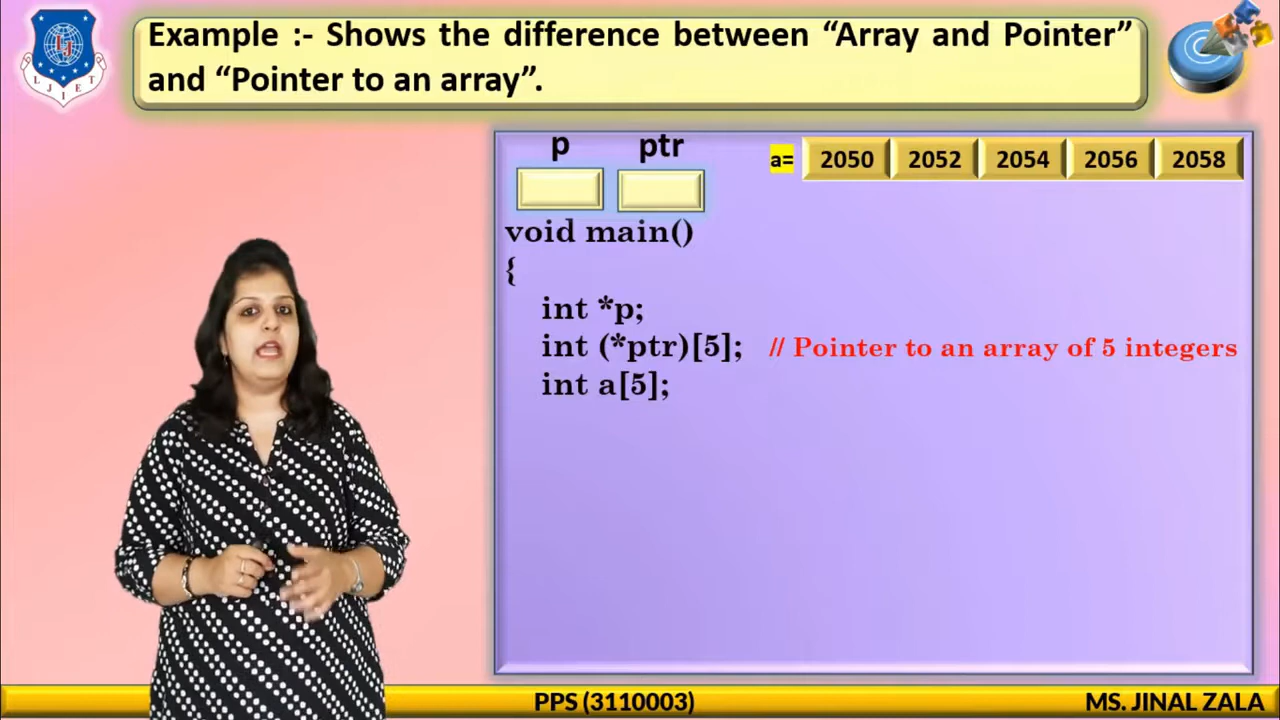 Example :- Shows the difference between “Array and Pointer”
and “Pointer to an array”.
LJIET
p ptr
a= 2050 2052 2054 2056 2058
void main()
{
int *p;
int (*ptr)[5]; // Pointer to an array of 5 integers
int a[5];
PPS (3110003)
MS. JINAL ZALA